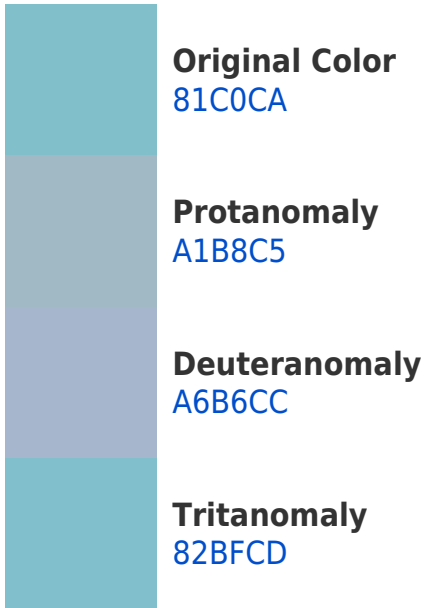 Original Color
81C0CA
Protanomaly
A1B8C5
Deuteranomaly
A6B6CC
Tritanomaly
82BFCD